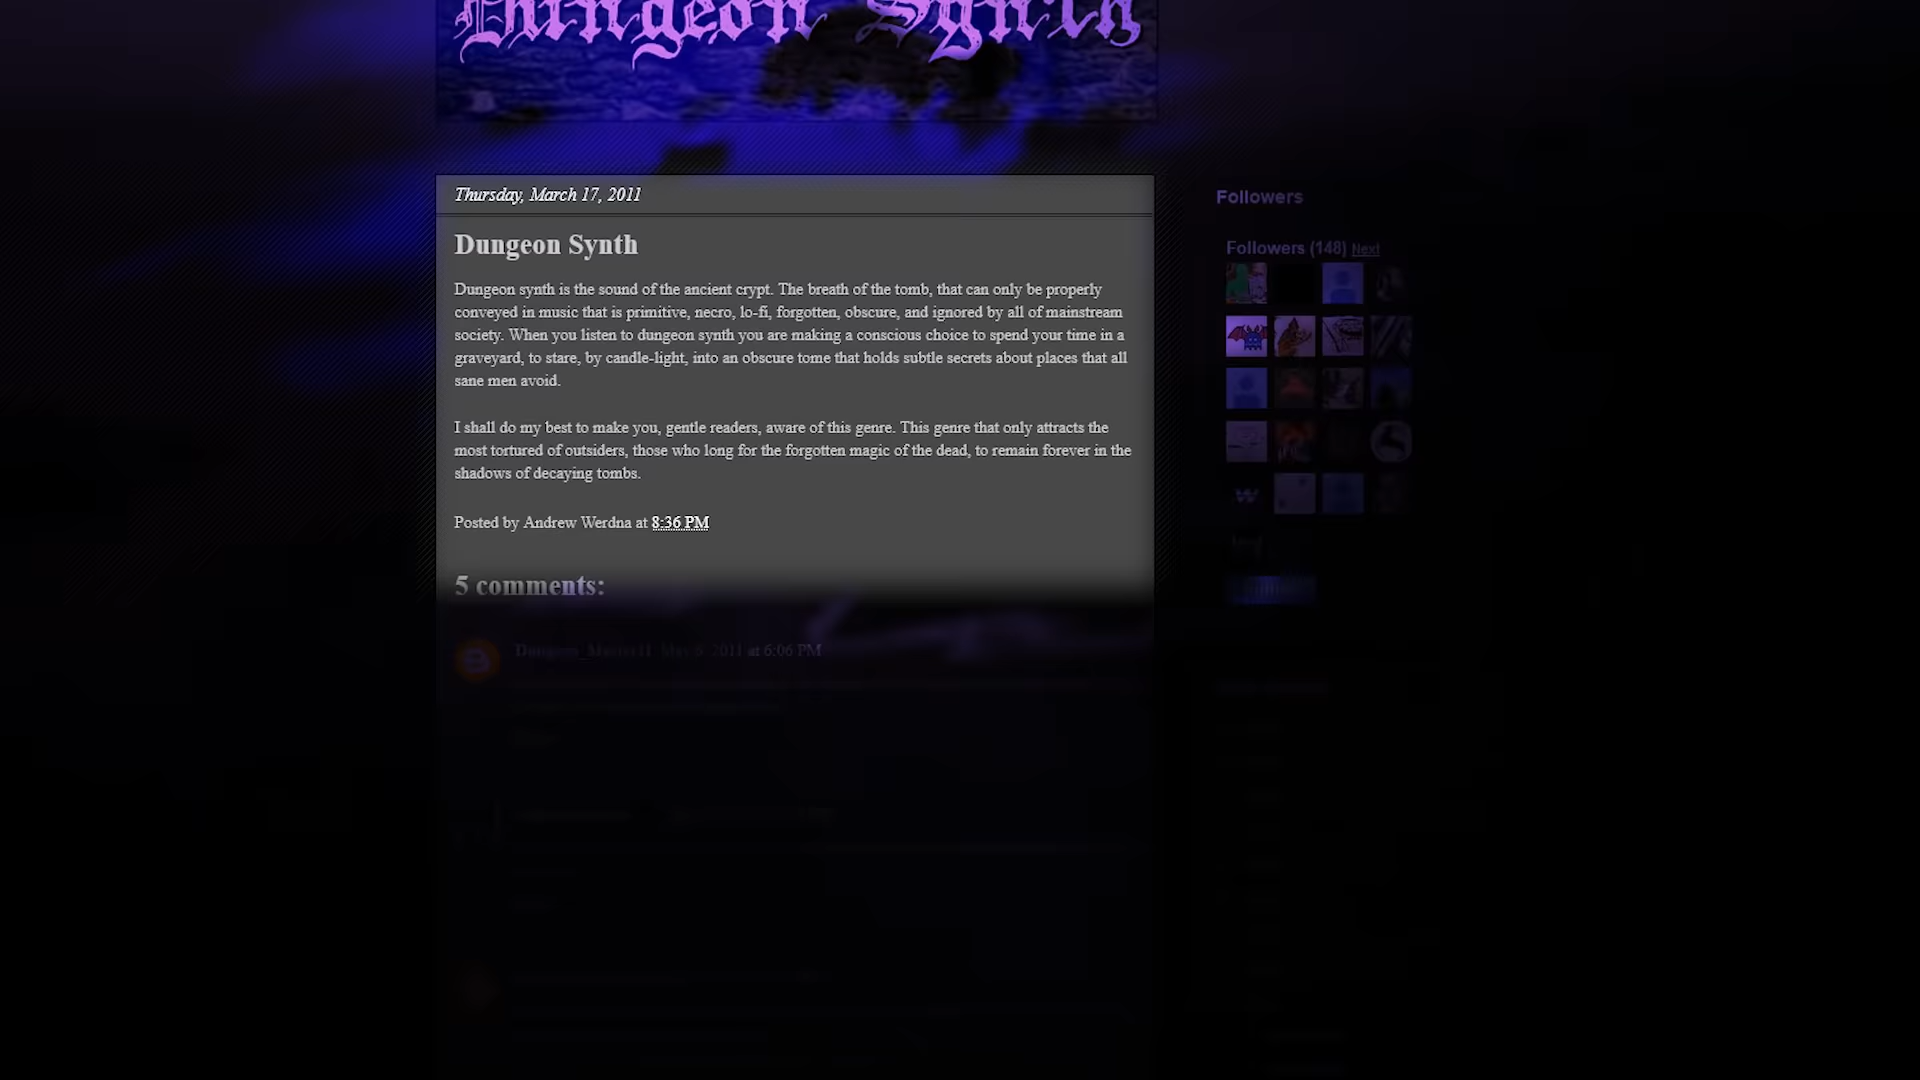 Dungeon Synth
Thursday, March 17, 2011
Dungeon Synth
Dungeon synth is the sound of the ancient crypt. The breath of the tomb, that can only be properly
conveyed in music that is primitive, necro, lo-fi, forgotten, obscure, and ignored by all of mainstream
society. When you listen to dungeon synth you are making a conscious choice to spend your time in a
graveyard, to stare, by candle-light, into an obscure tome that holds subtle secrets about places that all
sane men avoid.
I shall do my best to make you, gentle readers, aware of this genre. This genre that only attracts the
most tortured of outsiders, those who long for the forgotten magic of the dead, to remain forever in the
shadows of decaying tombs.
Posted by Andrew Werdna at 8:36 PM
5 comments:
2011 at 6:06 PM
Followers
Followers (148) Next